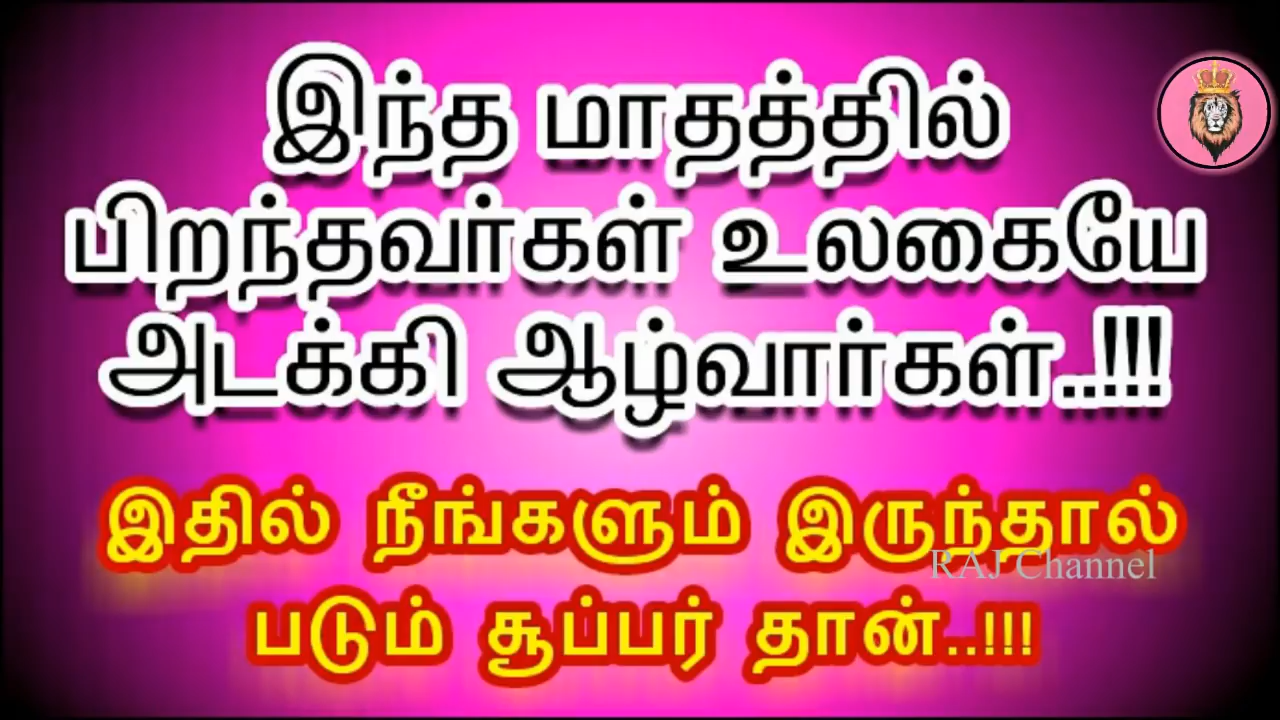 இந்த மாதத்தில்
பிறந்தவர்கள் உலகையே
அடக்கி ஆழ்வார்கள்..!!!
இதில் நீங்களும் இருந்தால்
RAJ Channel
படும் சூப்பர் தான்..!!!